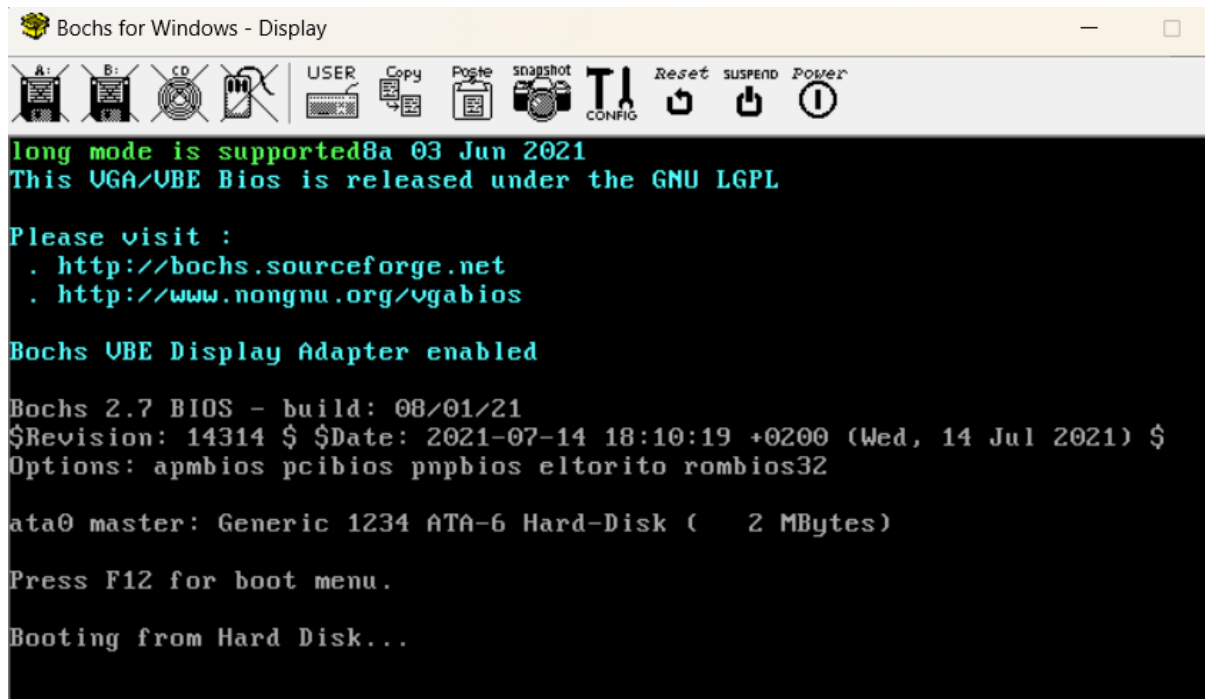 Bochs for Windows - Display
A: B: CD USER Copy Paste snapshot CONFIG Reset SUSPEND Power
long mode is supported8a 03 Jun 2021
This VGA/VBE Bios is released under the GNU LGPL
Please visit :
. http://bochs.sourceforge.net
. http://www.nongnu.org/vgabios
Bochs VBE Display Adapter enabled
Bochs 2.7 BIOS - build: 08/01/21
$Revision: 14314 $ $Date: 2021-07-14 18:10:19 +0200 (Wed, 14 Jul 2021) $
Options: apmbios pcibios pnpbios eltorito rombios32
ata0 master: Generic 1234 ATA-6 Hard-Disk (   2 MBytes)
Press F12 for boot menu.
Booting from Hard Disk...